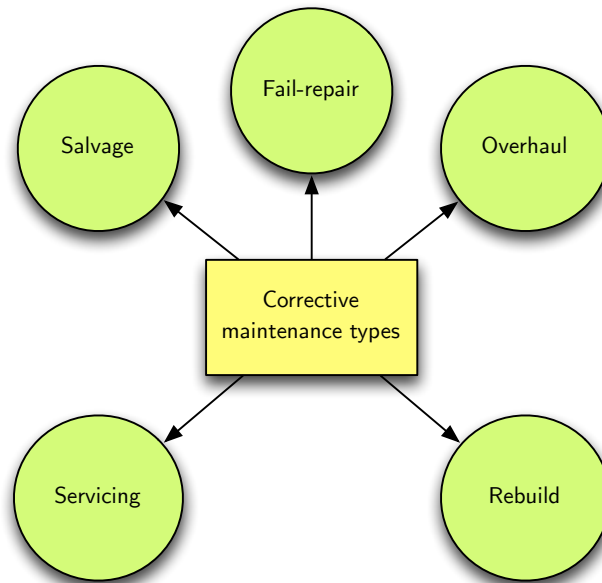 Fail-repair
Salvage
Overhaul
Corrective
maintenance types
Servicing
Rebuild